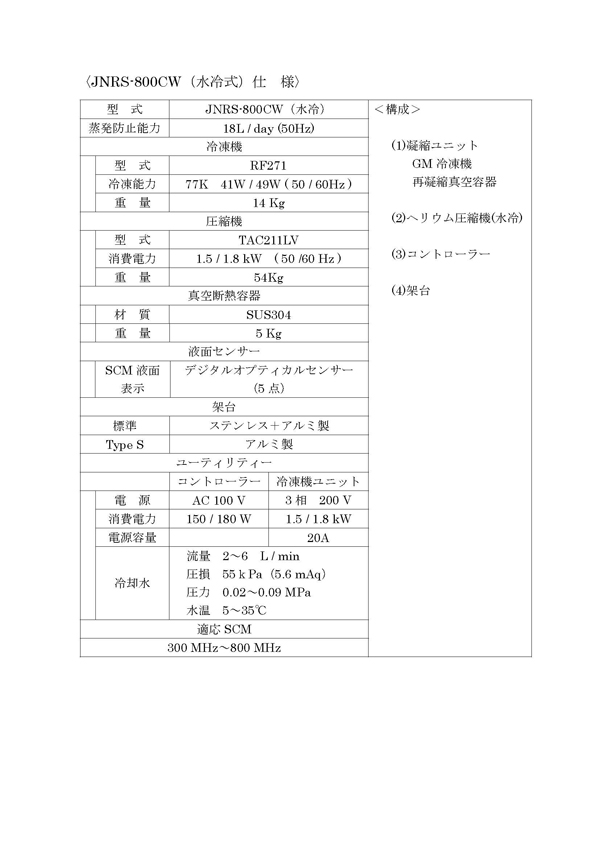 〈JNRS-800CW（水冷式）仕　様〉
型　式　JNRS-800CW（水冷）
蒸発防止能力　18L / day (50Hz)
冷凍機
型　式　RF271
冷凍能力　77K　41W / 49W ( 50 / 60Hz )
重　量　14 Kg
圧縮機
型　式　TAC211LV
消費電力　1.5 / 1.8 kW　( 50 /60 Hz )
重　量　54Kg
真空断熱容器
材　質　SUS304
重　量　5 Kg
液面センサー
SCM 液面　デジタルオプティカルセンサー
表示　（5 点）
架台
標準　ステンレス＋アルミ製
Type S　アルミ製
ユーティリティー
コントローラー　冷凍機ユニット
電　源　AC 100 V　3 相　200 V
消費電力　150 / 180 W　1.5 / 1.8 kW
電源容量　20A
冷却水
流量　2～6　L / min
圧損　55ｋPa（5.6 mAq）
圧力　0.02～0.09 MPa
水温　5～35℃
適応 SCM
300 MHz～800 MHz
＜構成＞
(1)凝縮ユニット
GM 冷凍機
再凝縮真空容器
(2)ヘリウム圧縮機(水冷)
(3)コントローラー
(4)架台